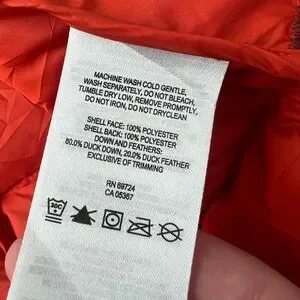 MACHINE WASH COLD GENTLE,
WASH SEPARATELY, DO NOT BLEACH,
TUMBLE DRY LOW, REMOVE PROMPTLY,
DO NOT IRON, DO NOT DRYCLEAN
SHELL FACE: 100% POLYESTER
SHELL BACK: 100% POLYESTER
DOWN AND FEATHERS:
80.0% DUCK DOWN, 20.0% DUCK FEATHER
EXCLUSIVE OF TRIMMING
RN 69724
CA 05367
30C